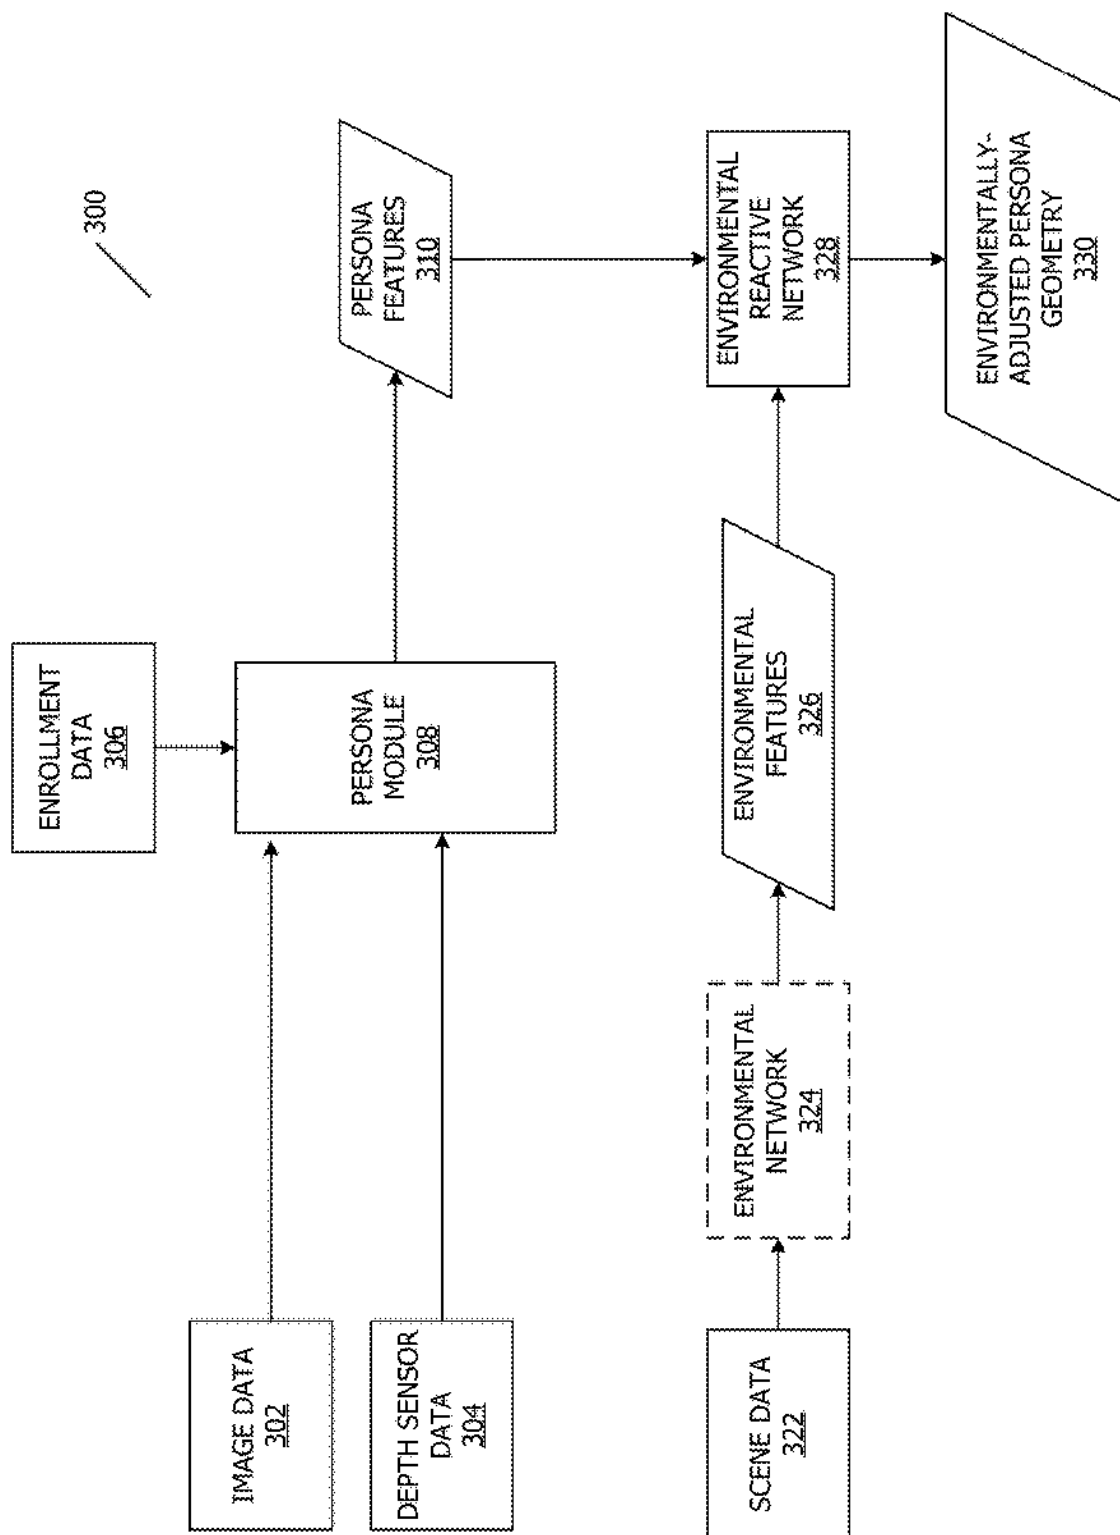 300
ENROLLMENT
DATA
306
IMAGE DATA
302
DEPTH SENSOR
DATA
304
PERSONA
MODULE
308
PERSONA
FEATURES
310
SCENE DATA
322
ENVIRONMENTAL
NETWORK
324
ENVIRONMENTAL
FEATURES
326
ENVIRONMENTAL
REACTIVE
NETWORK
328
ENVIRONMENTALLY-
ADJUSTED PERSONA
GEOMETRY
330